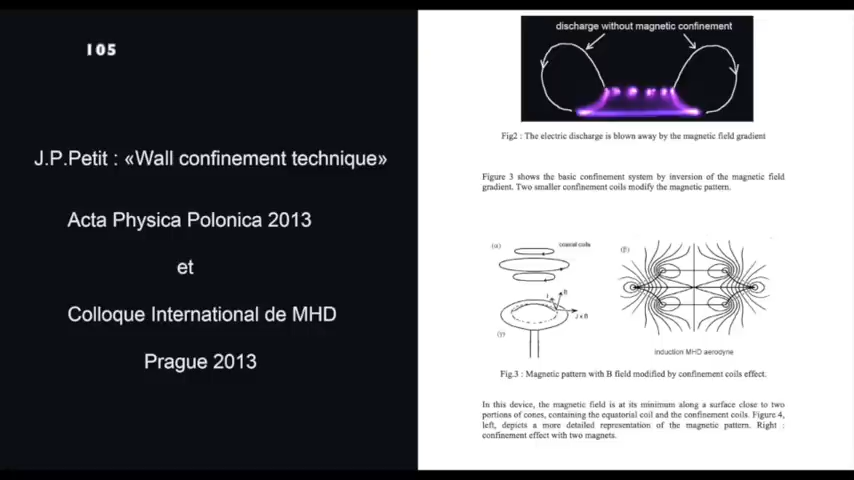 105
J.P.Petit : «Wall confinement technique»
Acta Physica Polonica 2013
et
Colloque International de MHD
Prague 2013
discharge without magnetic confinement
Fig2 : The electric discharge is blown away by the magnetic field gradient
Figure 3 shows the basic confinement system by inversion of the magnetic field
gradient. Two smaller confinement coils modify the magnetic pattern.
(α)
coaxial coils
(β)
B
J x B
(γ)
induction MHD aerodyne
Fig.3 : Magnetic pattern with B field modified by confinement coils effect.
In this device, the magnetic field is at its minimum along a surface close to two
portions of cones, containing the equatorial coil and the confinement coils. Figure 4,
left, depicts a more detailed representation of the magnetic pattern. Right :
confinement effect with two magnets.